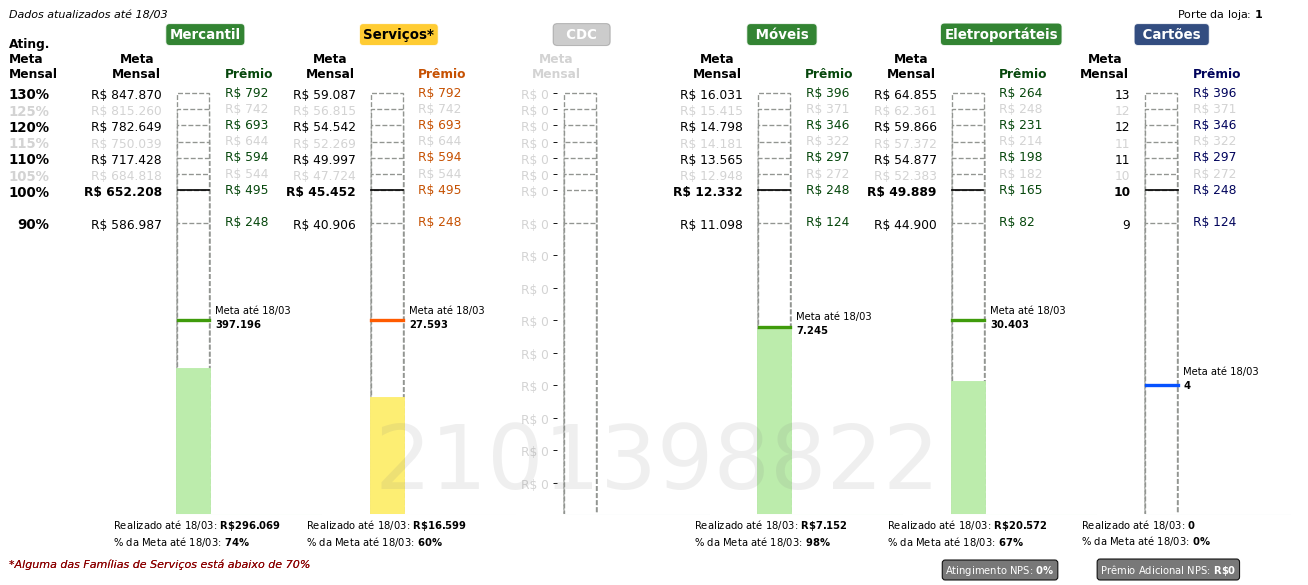 Dados atualizados até 18/03
Porte da loja: 1
Mercantil Serviços* CDC Móveis Eletroportáteis Cartões
Ating. Meta Mensal
Meta Mensal Prêmio Meta Mensal Prêmio Meta Mensal Meta Mensal Prêmio Meta Mensal Prêmio Meta Mensal Prêmio
130% R$ 847.870 R$ 792 R$ 59.087 R$ 792 R$ 0 R$ 16.031 R$ 396 R$ 64.855 R$ 264 13 R$ 396
125% R$ 815.260 R$ 742 R$ 56.815 R$ 742 R$ 0 R$ 15.415 R$ 371 R$ 62.361 R$ 248 12 R$ 371
120% R$ 782.649 R$ 693 R$ 54.542 R$ 693 R$ 0 R$ 14.798 R$ 346 R$ 59.866 R$ 231 12 R$ 346
115% R$ 750.039 R$ 644 R$ 52.269 R$ 644 R$ 0 R$ 14.181 R$ 322 R$ 57.372 R$ 214 11 R$ 322
110% R$ 717.428 R$ 594 R$ 49.997 R$ 594 R$ 0 R$ 13.565 R$ 297 R$ 54.877 R$ 198 11 R$ 297
105% R$ 684.818 R$ 544 R$ 47.724 R$ 544 R$ 0 R$ 12.948 R$ 272 R$ 52.383 R$ 182 10 R$ 272
100% R$ 652.208 R$ 495 R$ 45.452 R$ 495 R$ 0 R$ 12.332 R$ 248 R$ 49.889 R$ 165 10 R$ 248
90% R$ 586.987 R$ 248 R$ 40.906 R$ 248 R$ 0 R$ 11.098 R$ 124 R$ 44.900 R$ 82 9 R$ 124
R$ 0
R$ 0
Meta até 18/03 Meta até 18/03 R$ 0 Meta até 18/03 Meta até 18/03
397.196 27.593 7.245 30.403
R$ 0
Meta até 18/03
R$ 0 4
R$ 0
R$ 0
2101398822
R$ 0
Realizado até 18/03: R$296.069 Realizado até 18/03: R$16.599 Realizado até 18/03: R$7.152 Realizado até 18/03: R$20.572 Realizado até 18/03: 0
% da Meta até 18/03: 74% % da Meta até 18/03: 60% % da Meta até 18/03: 98% % da Meta até 18/03: 67% % da Meta até 18/03: 0%
*Alguma das Famílias de Serviços está abaixo de 70%
Atingimento NPS: 0% Prêmio Adicional NPS: R$0